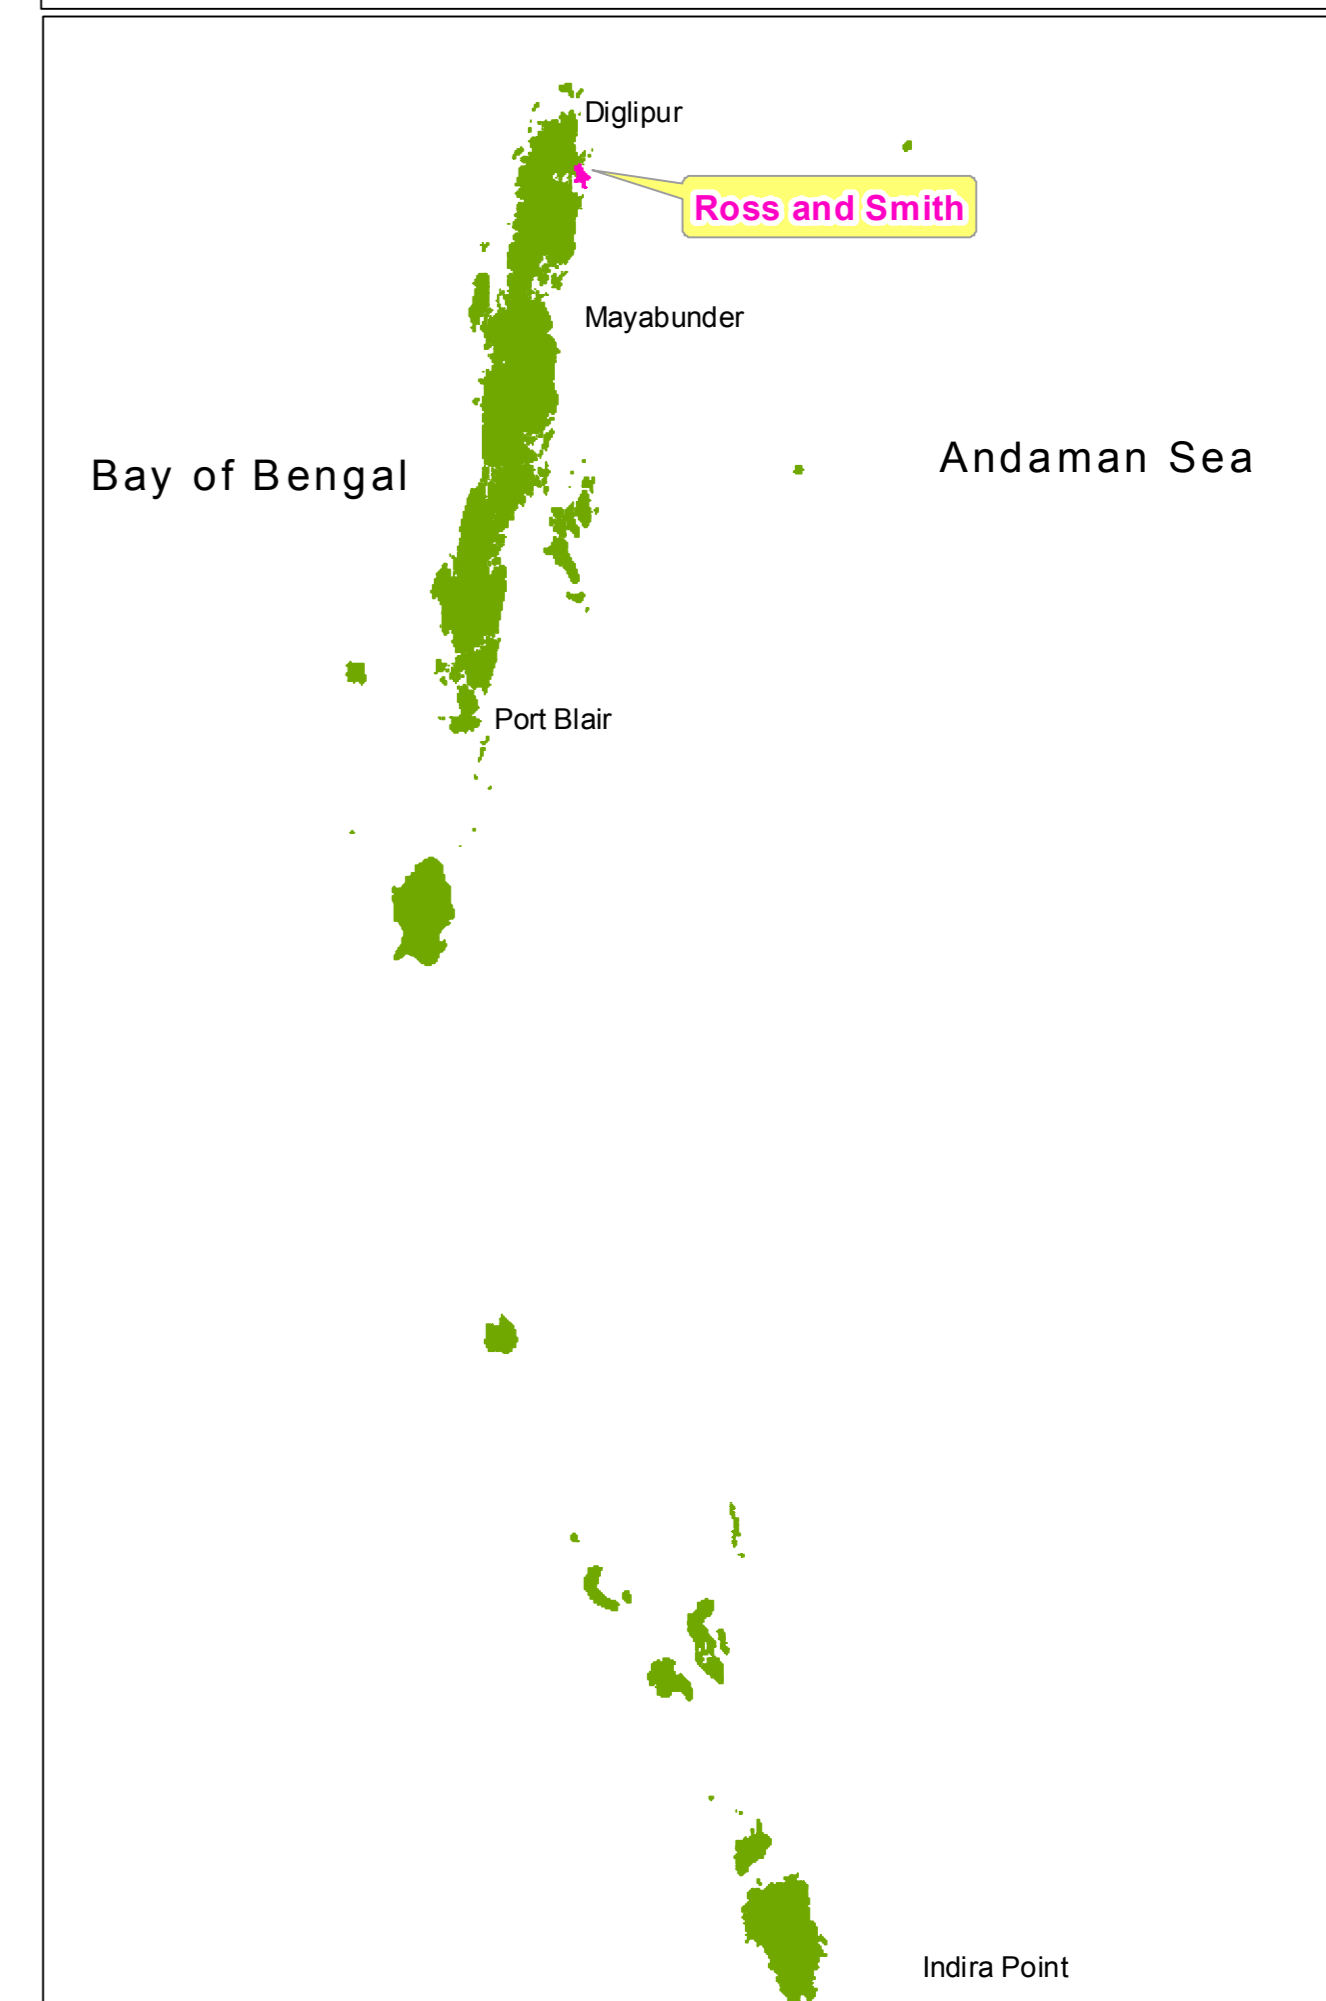 Diglipur
Ross and Smith
Mayabunder
Andaman Sea
Bay of Bengal
Port Blair
Indira Point